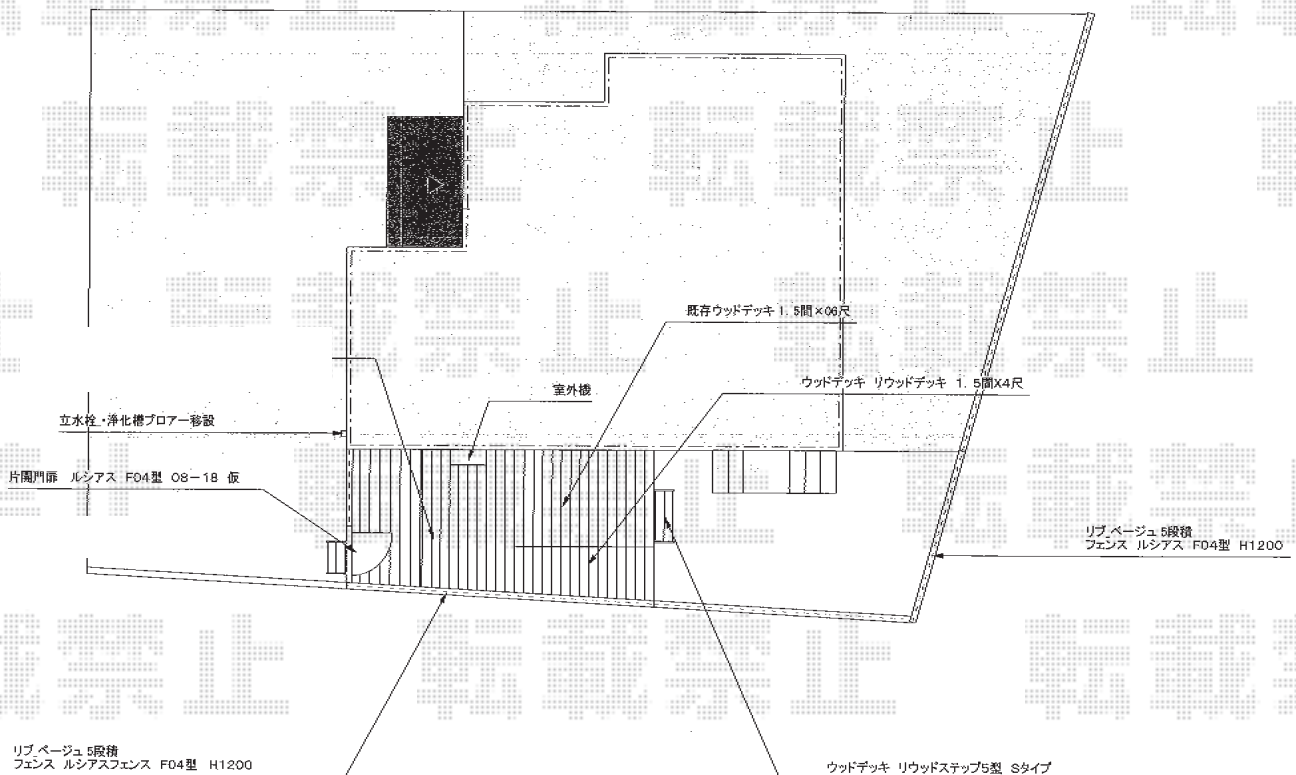 既存ウッドデッキ 1.5間×06尺
ウッドデッキ リウッドデッキ 1.5間X4尺
室外機
立水栓・浄化槽ブロアー移設
片開門扉 ルシアス F04型 08-18 仮
リブ ベージュ 5段積
フェンス ルシアス F04型 H1200
リブ ベージュ 5段積
フェンス ルシアスフェンス F04型 H1200
ウッドデッキ リウッドステップ5型 Sタイプ
転載禁止
転載禁止
転載禁止
転載禁止
転載禁止
転載禁止
転載禁止
転載禁止